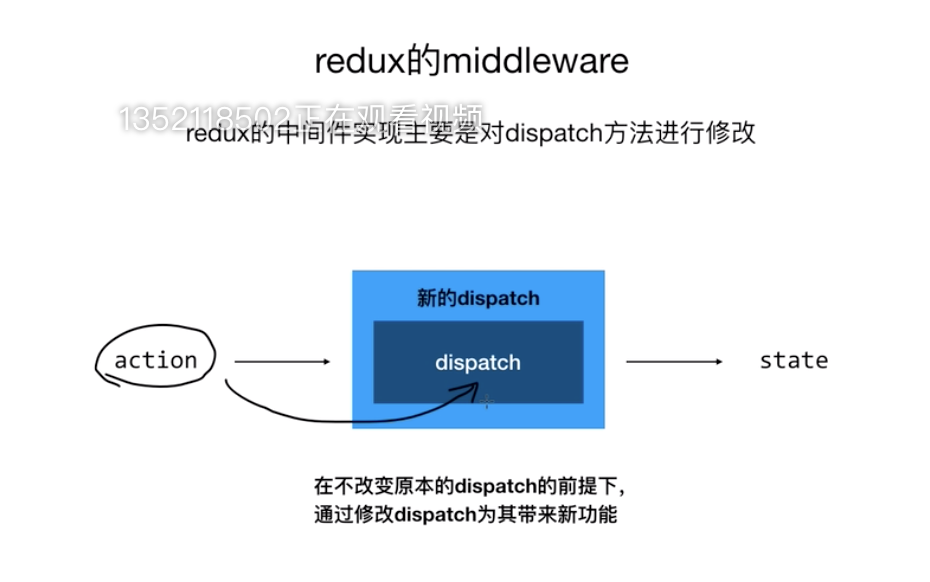 redux的middleware
1352118502正在观看视频
redux的中间件实现主要是对dispatch方法进行修改
新的dispatch
action
dispatch
state
在不改变原本的dispatch的前提下，
通过修改dispatch为其带来新功能